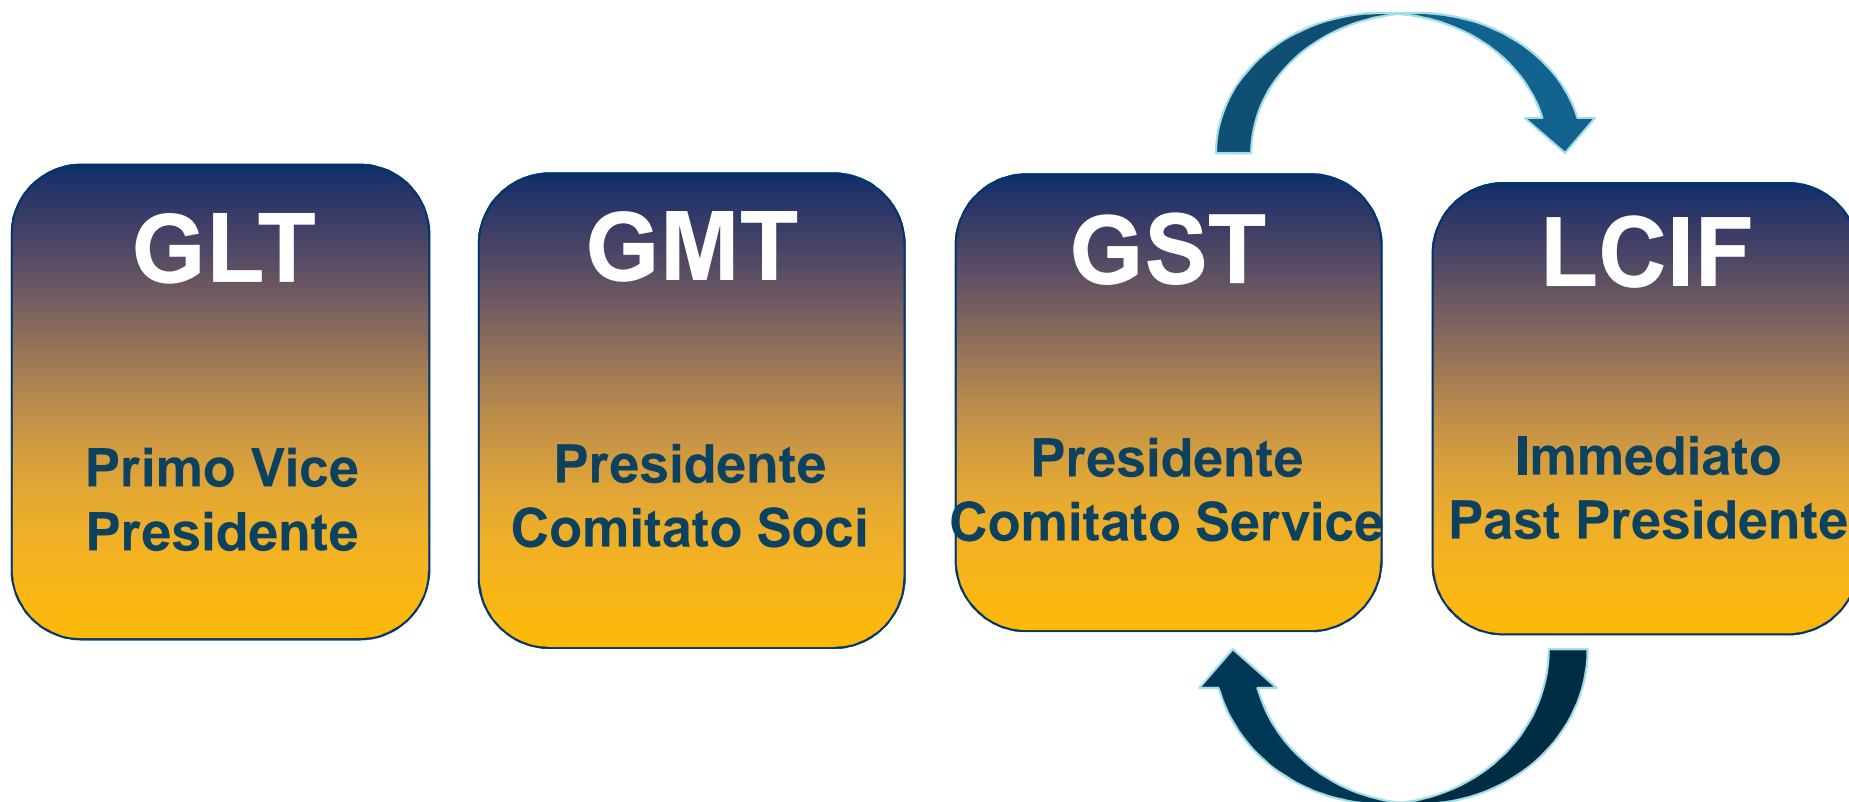 GLT
Primo Vice
Presidente
GMT
Presidente
Comitato Soci
GST
Presidente
Comitato Service
LCIF
Immediato
Past Presidente